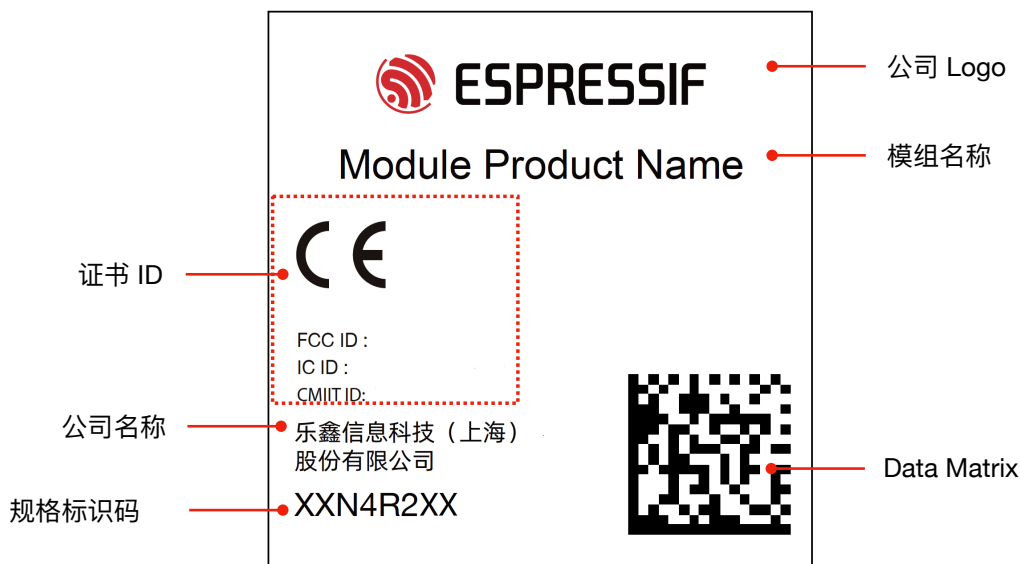 ESPRESSIF
公司 Logo
Module Product Name
模组名称
CE
证书 ID
FCC ID :
IC ID :
CMIIT ID:
公司名称
乐鑫信息科技（上海）
股份有限公司
Data Matrix
规格标识码
XXN4R2XX